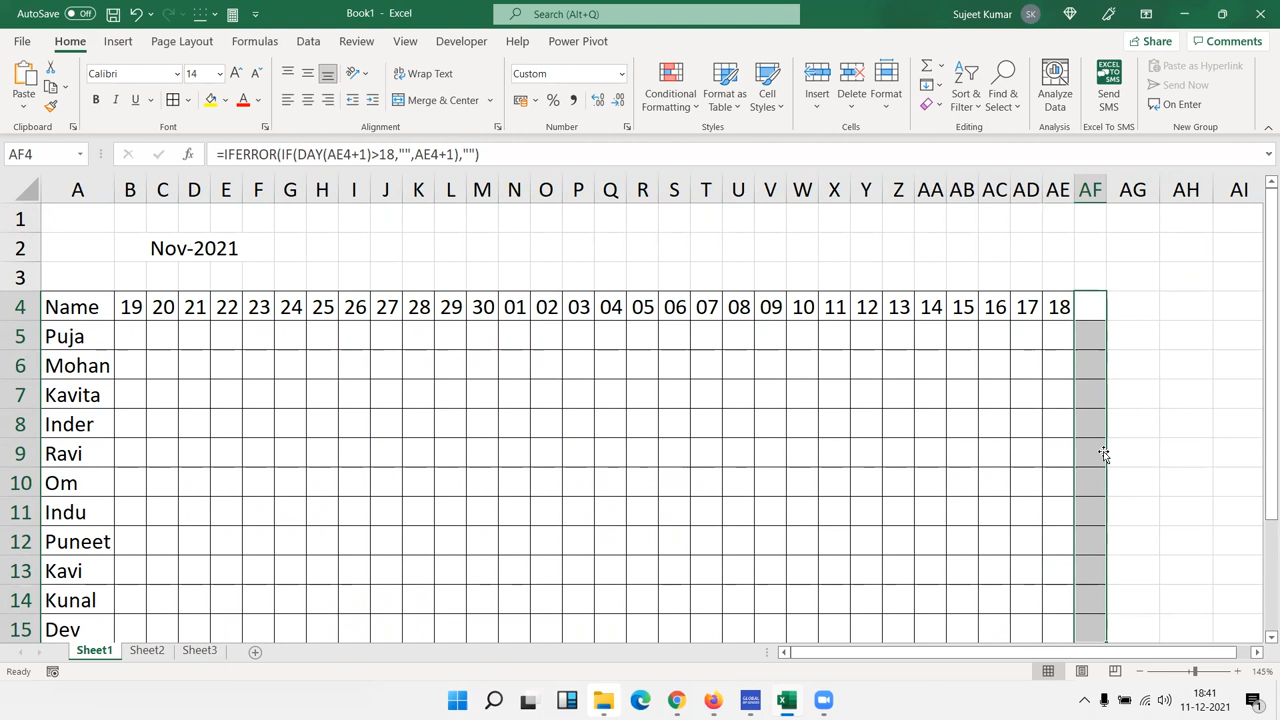 AutoSave Off Book1 - Excel Search (Alt+Q) Sujeet Kumar SK
File Home Insert Page Layout Formulas Data Review View Developer Help Power Pivot Share Comments
Paste Calibri 14 A A Wrap Text Custom Conditional Formatting Format as Table Cell Styles Insert Delete Format Sort & Filter Find & Select Analyze Data Send SMS Paste as Hyperlink
B I U A Merge & Center % Send Now
On Enter
Clipboard Font Alignment Number Styles Cells Editing Analysis Excel To SMS New Group
AF4 fx =IFERROR(IF(DAY(AE4+1)>18,"",AE4+1),"")
A B C D E F G H I J K L M N O P Q R S T U V W X Y Z AA AB AC AD AE AF AG AH AI
1
2 Nov-2021
3
4 Name 19 20 21 22 23 24 25 26 27 28 29 30 01 02 03 04 05 06 07 08 09 10 11 12 13 14 15 16 17 18
5 Puja
6 Mohan
7 Kavita
8 Inder
9 Ravi
10 Om
11 Indu
12 Puneet
13 Kavi
14 Kunal
15 Dev
Sheet1 Sheet2 Sheet3
Ready 145%
18:41
11-12-2021